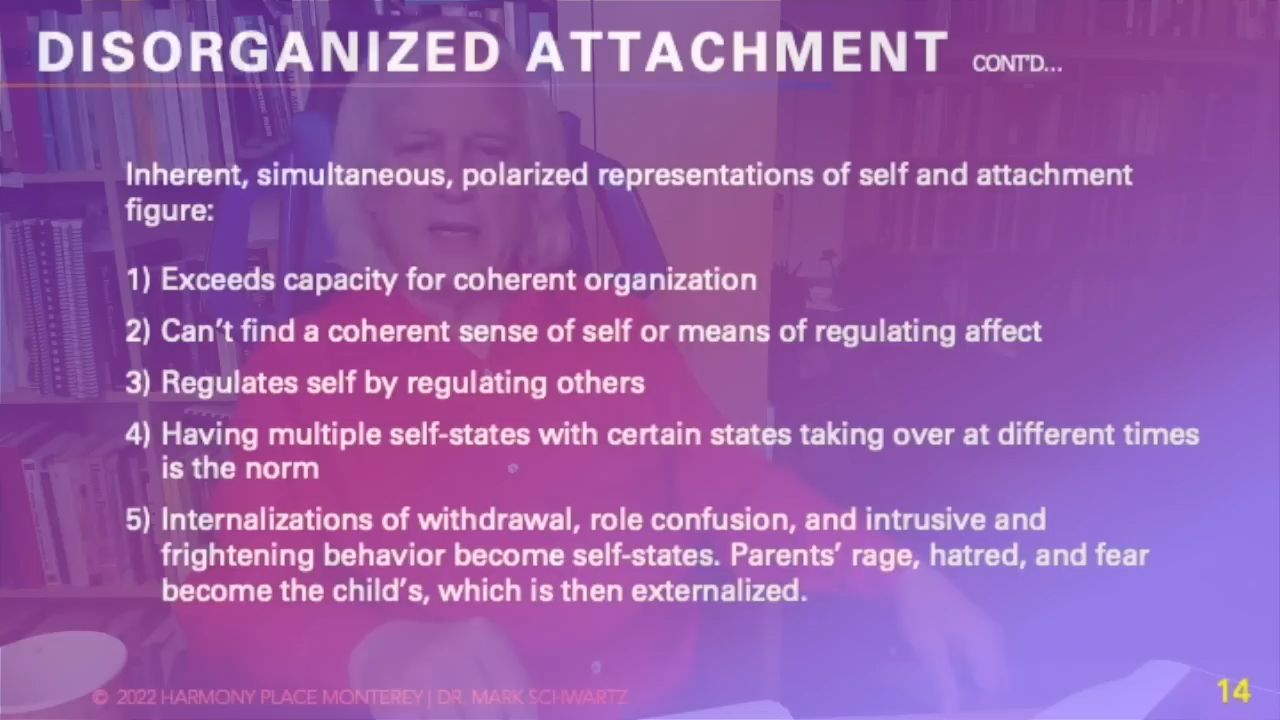 DISORGANIZED ATTACHMENT CONT'D...
Inherent, simultaneous, polarized representations of self and attachment
figure:
1) Exceeds capacity for coherent organization
2) Can't find a coherent sense of self or means of regulating affect
3) Regulates self by regulating others
4) Having multiple self-states with certain states taking over at different times
is the norm
5) Internalizations of withdrawal, role confusion, and intrusive and
frightening behavior become self-states. Parents' rage, hatred, and fear
become the child's, which is then externalized.
© 2022 HARMONY PLACE MONTEREY | DR. MARK SCHWARTZ
14